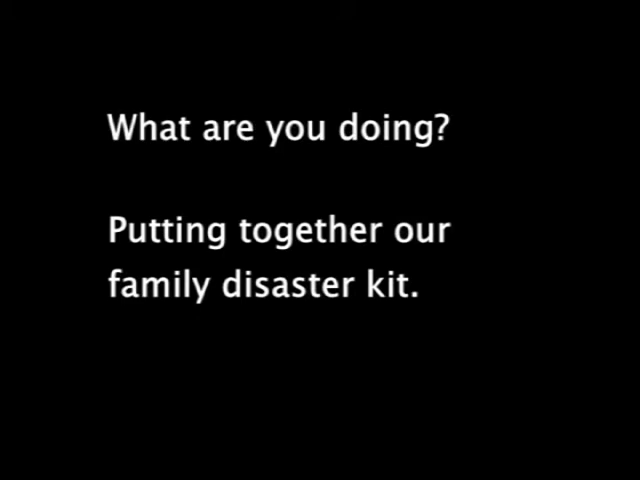 What are you doing?
Putting together our
family disaster kit.